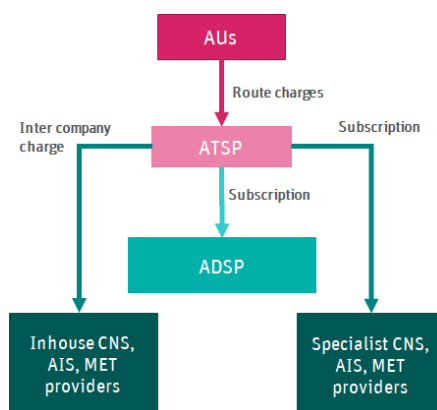 AUs
Route charges
Inter company
charge
Subscription
ATSP
Subscription
ADSP
Inhouse CNS,
AIS, MET
providers
Specialist CNS,
AIS, MET
providers